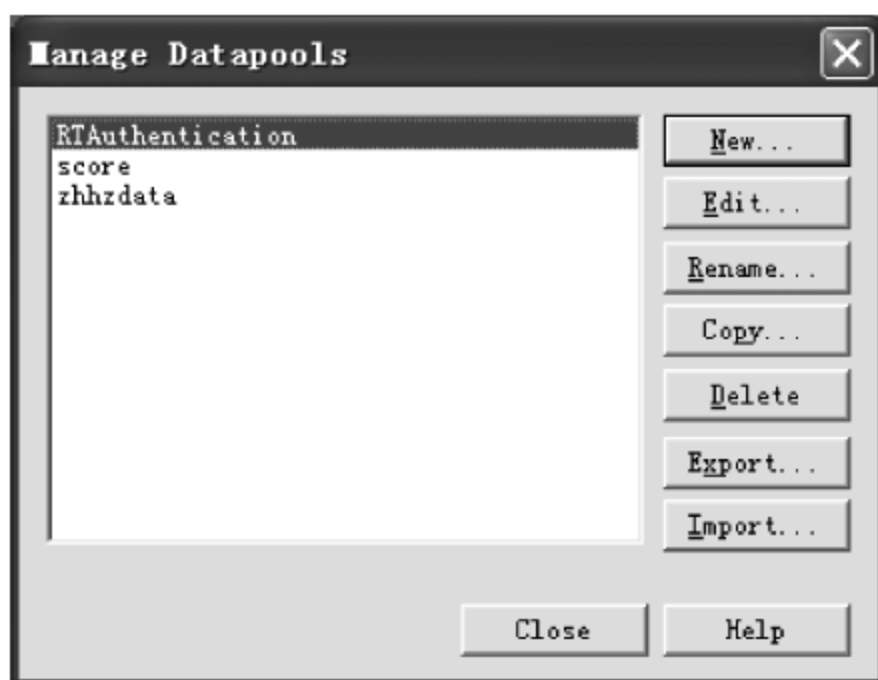 Manage Datapools
RTAuthentication
score
zhhzdata
New...
Edit...
Rename...
Copy...
Delete
Export...
Import...
Close
Help